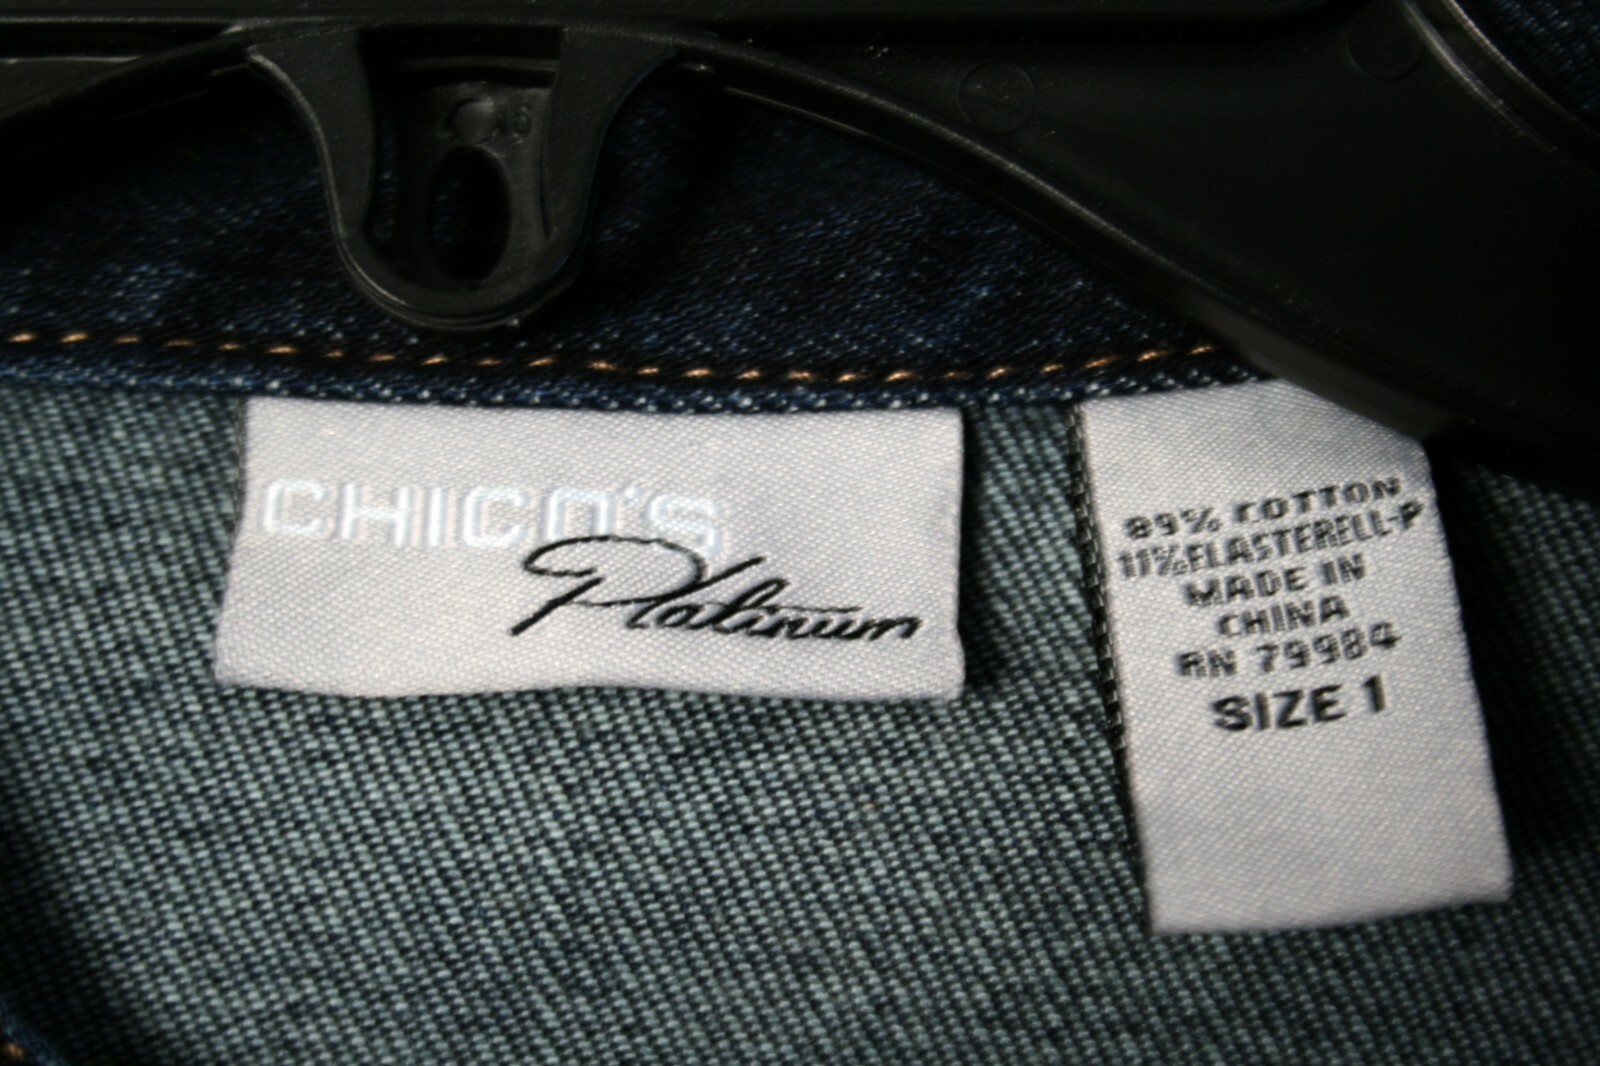 CHICO'S
Platinum
89% COTTON
11% ELASTERELL-P
MADE IN
CHINA
RN 79984
SIZE 1